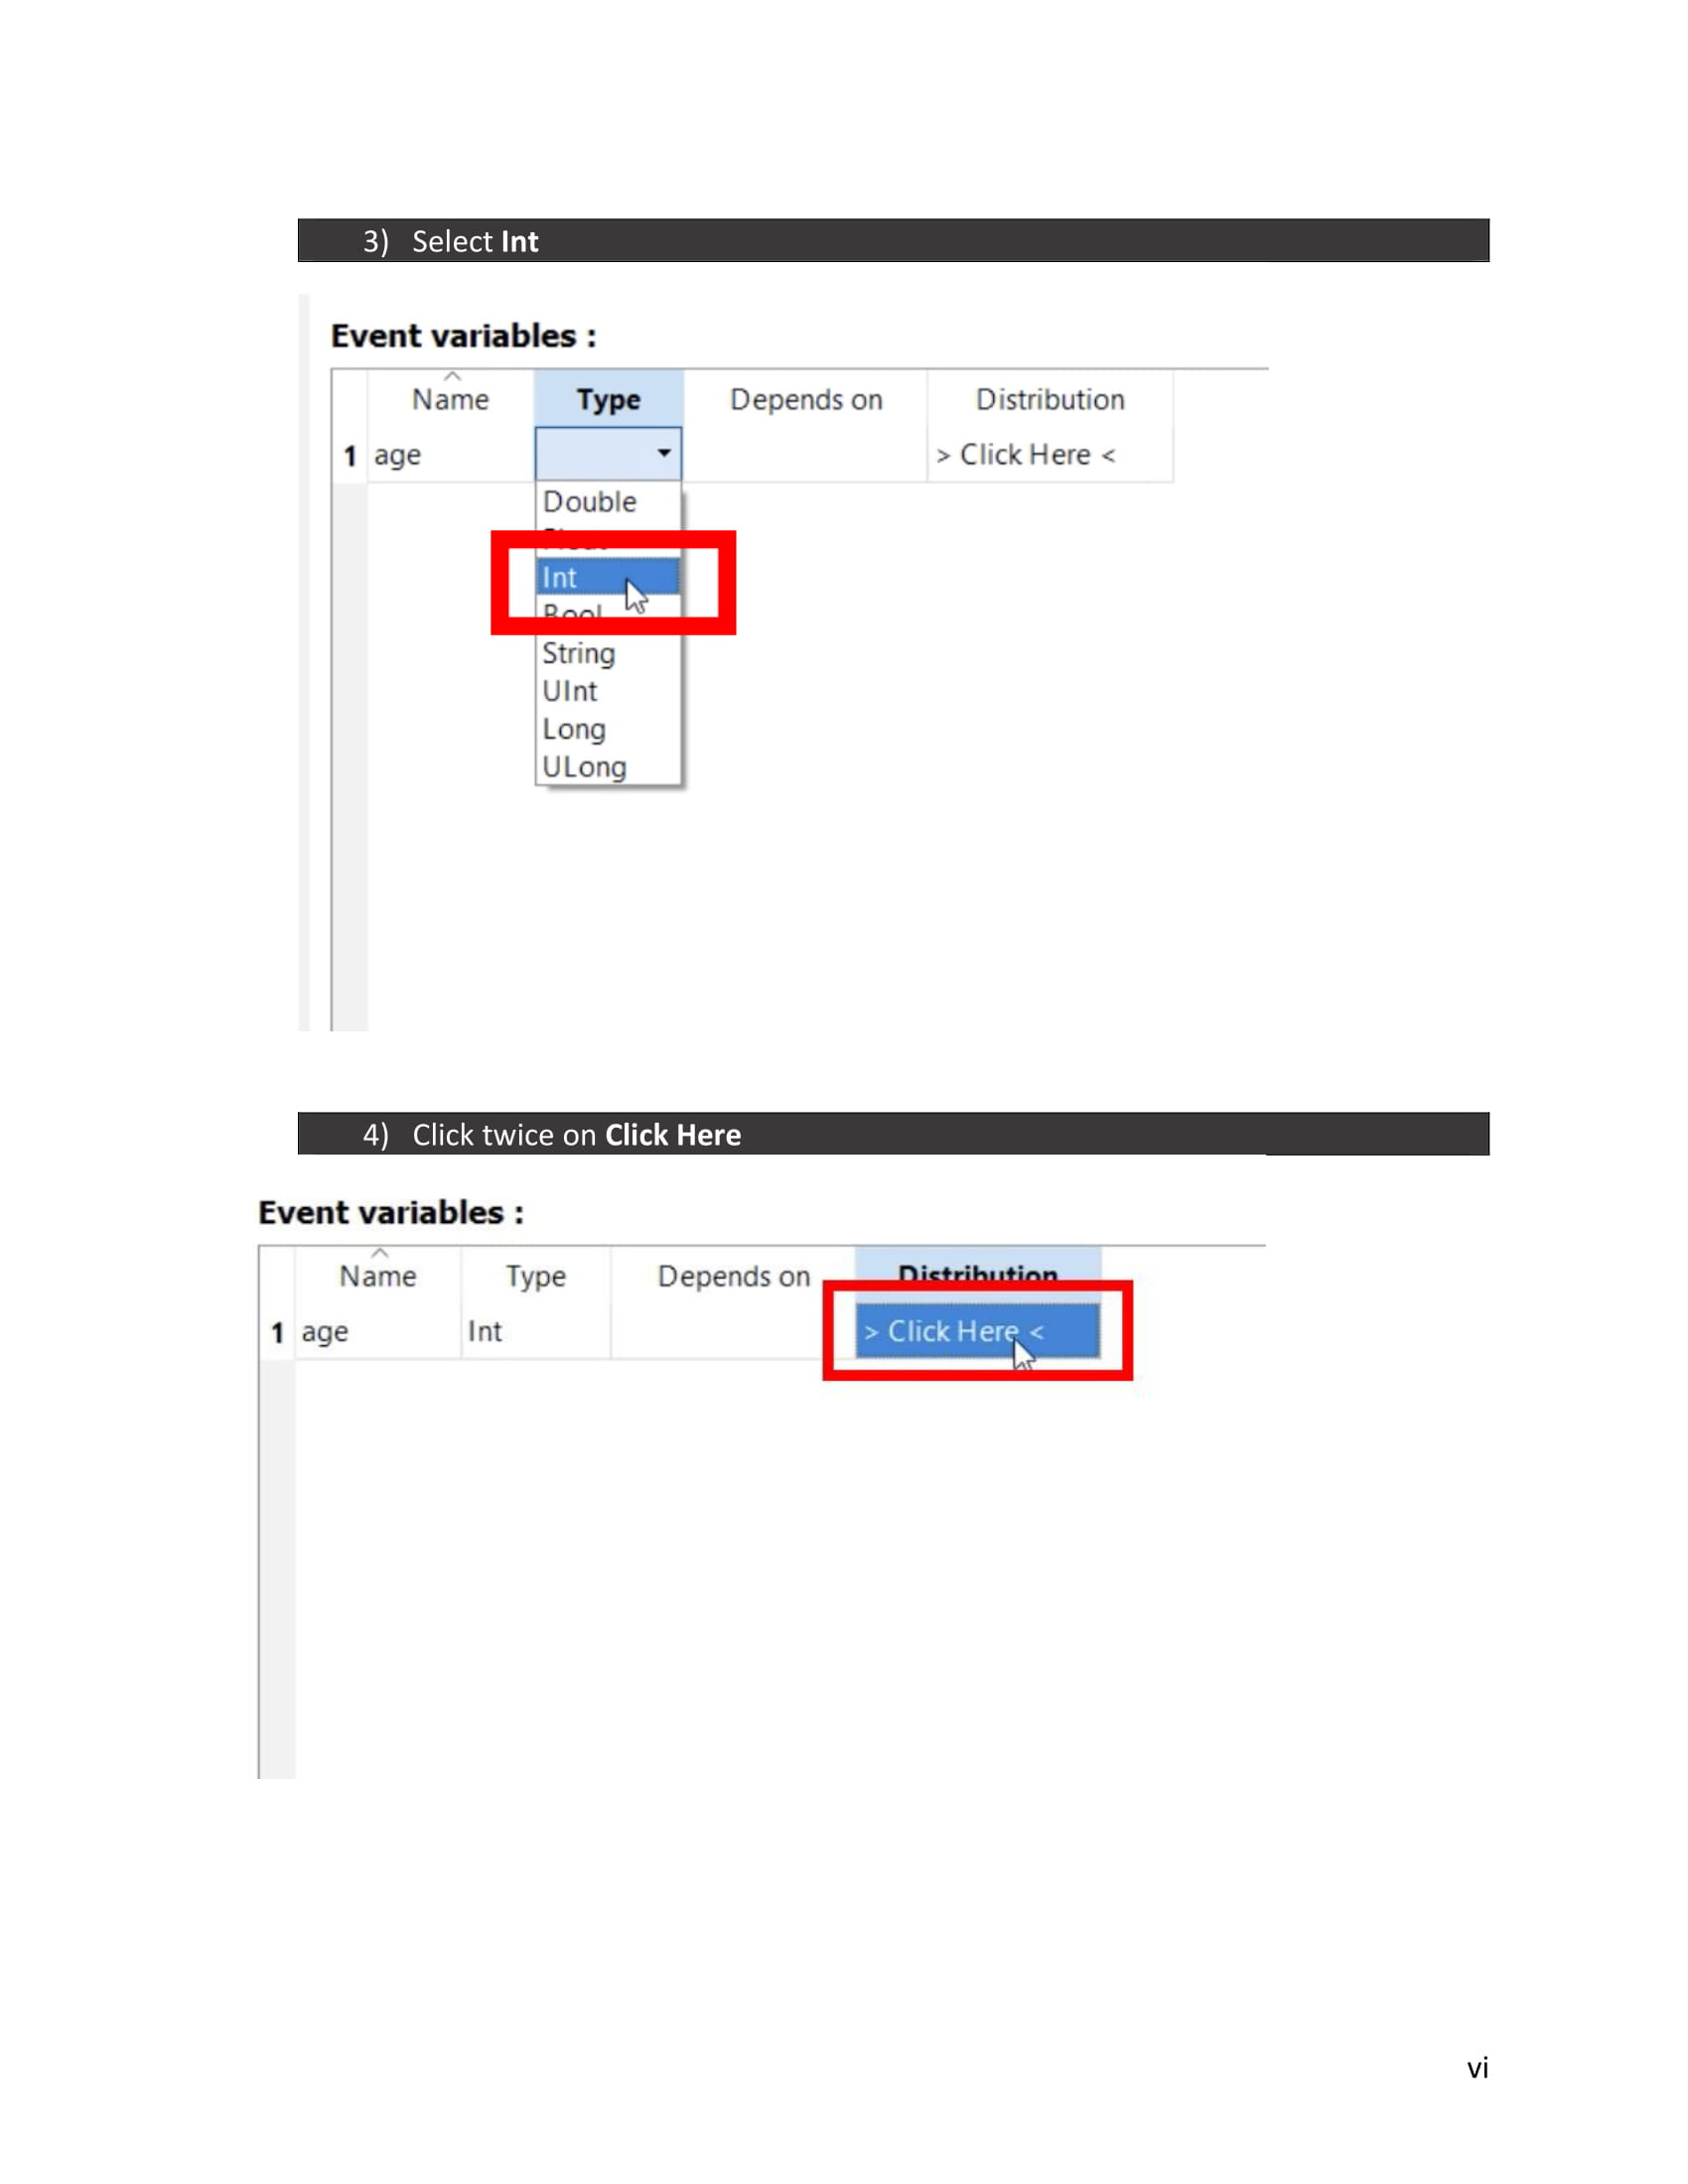 3) Select Int
Event variables :
Name Type Depends on Distribution
1 age > Click Here <
Double
Int
Bool
String
UInt
Long
ULong
4) Click twice on Click Here
Event variables :
Name Type Depends on Distribution
1 age Int > Click Here <
vi